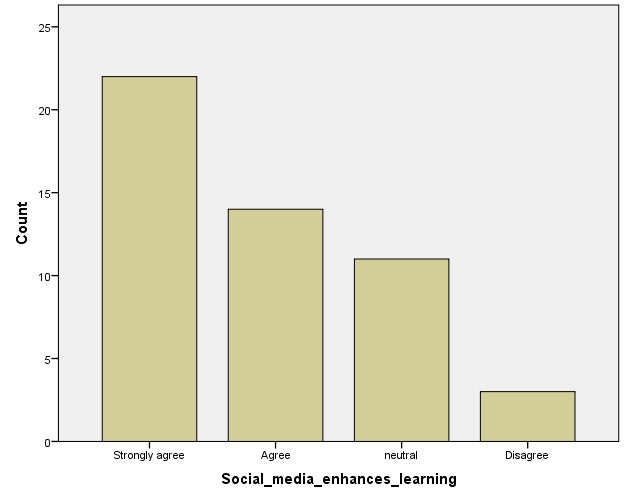 25
20
15
10
5
0
Count
Strongly agree
Agree
neutral
Disagree
Social_media_enhances_learning